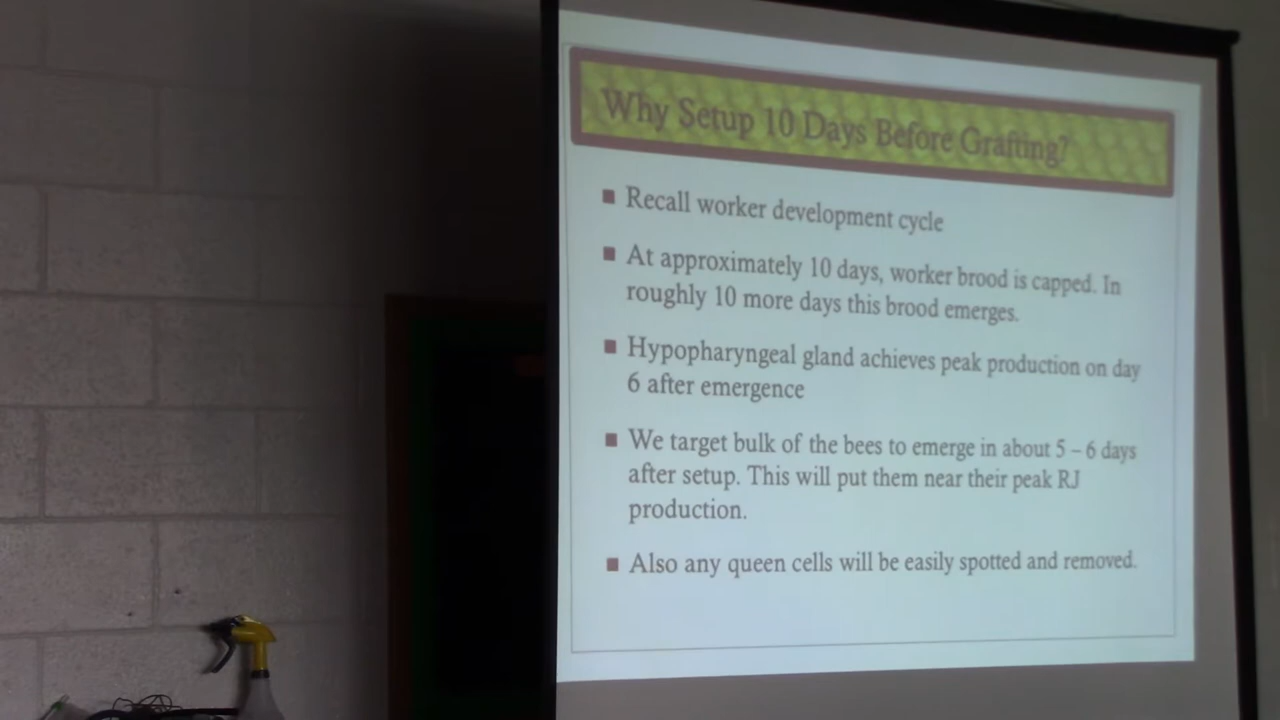 Why Setup 10 Days Before Grafting?
Recall worker development cycle
At approximately 10 days, worker brood is capped. In
roughly 10 more days this brood emerges.
Hypopharyngeal gland achieves peak production on day
6 after emergence
We target bulk of the bees to emerge in about 5 – 6 days
after setup. This will put them near their peak RJ
production.
Also any queen cells will be easily spotted and removed.